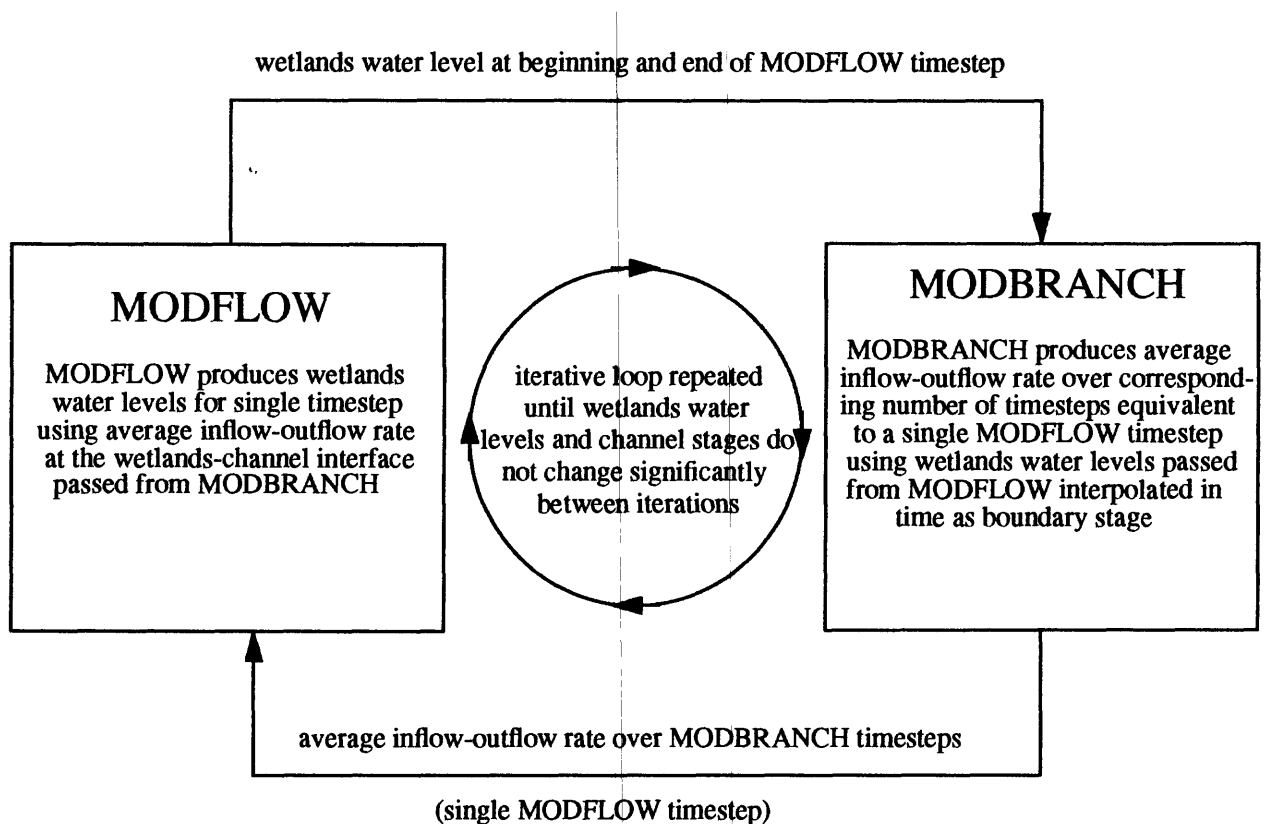 wetlands water level at beginning and end of MODFLOW timestep
MODFLOW
MODFLOW produces wetlands
water levels for single timestep
using average inflow-outflow rate
at the wetlands-channel interface
passed from MODBRANCH
iterative loop repeated
until wetlands water
levels and channel stages do
not change significantly
between iterations
MODBRANCH
MODBRANCH produces average
inflow-outflow rate over correspond-
ing number of timesteps equivalent
to a single MODFLOW timestep
using wetlands water levels passed
from MODFLOW interpolated in
time as boundary stage
average inflow-outflow rate over MODBRANCH timesteps
(single MODFLOW timestep)